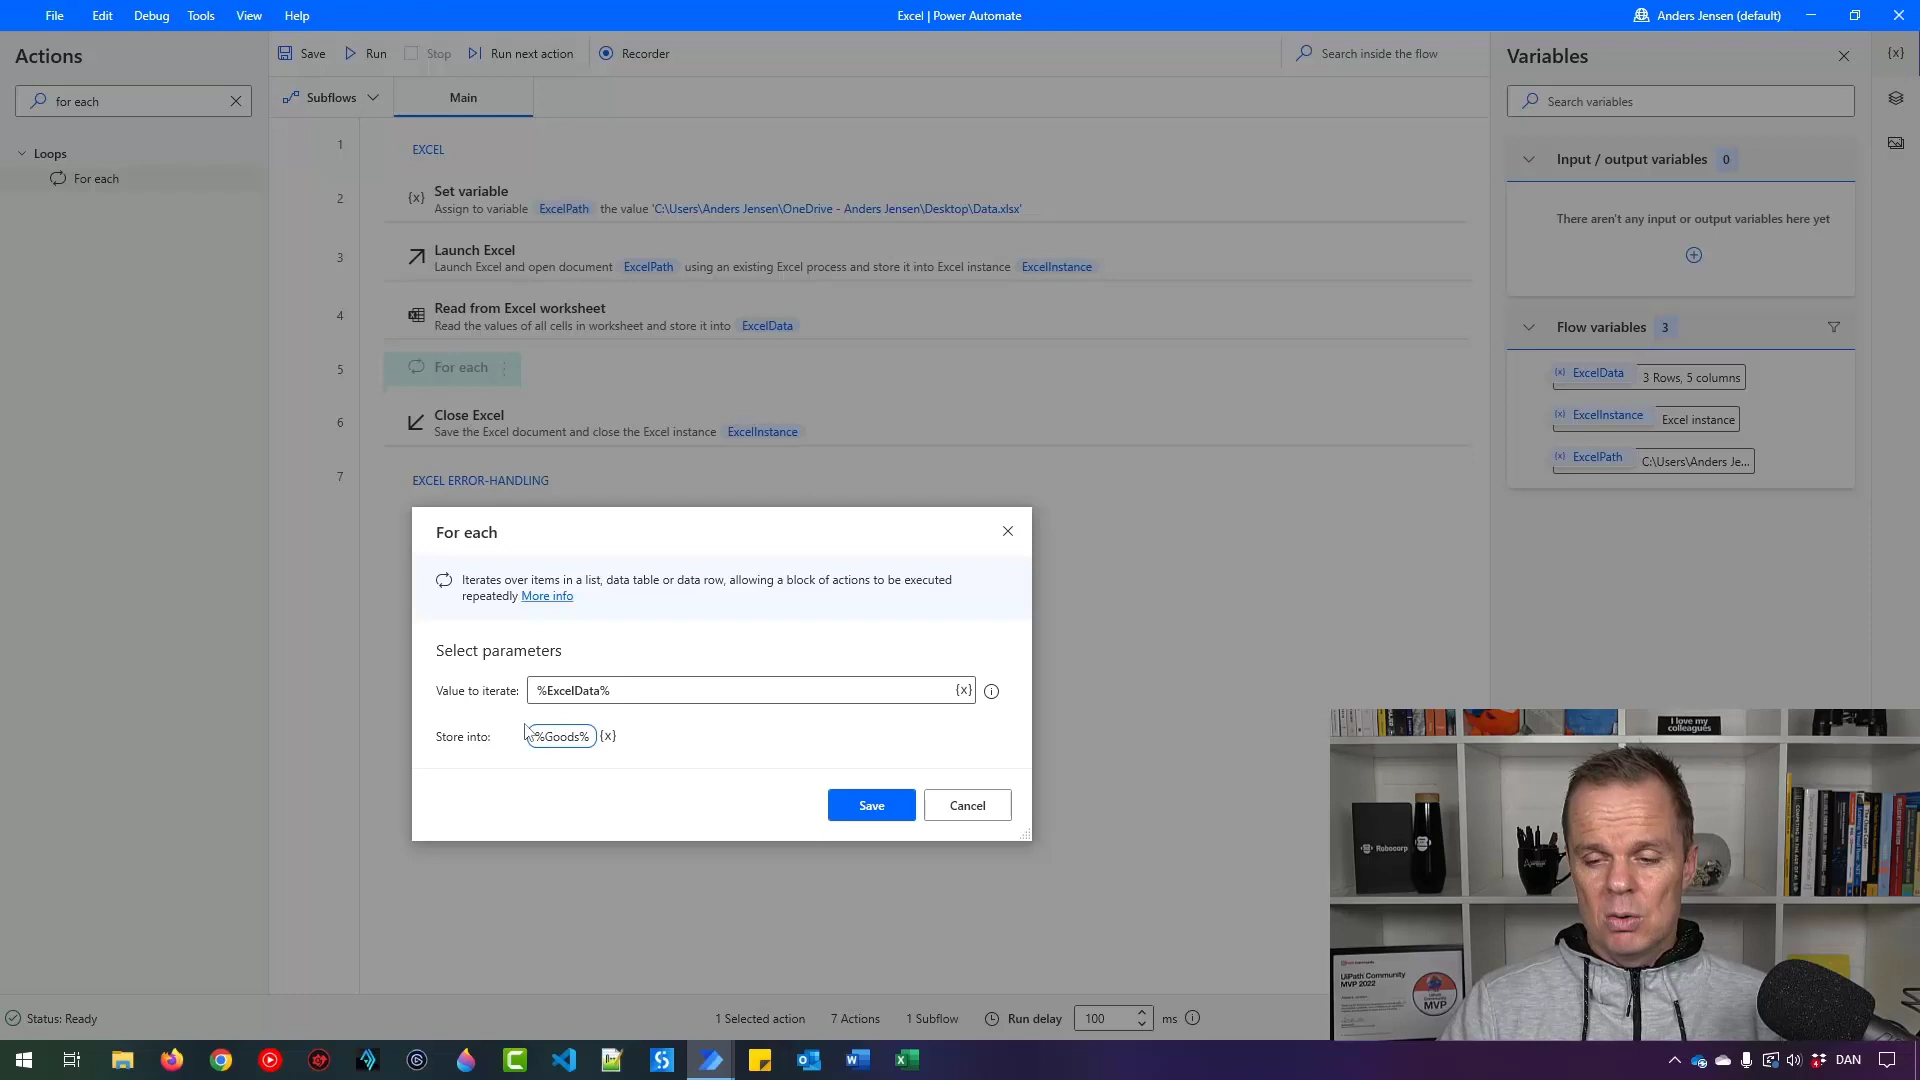 File Edit Debug Tools View Help
Excel | Power Automate
Anders Jensen (default)
Actions
for each
Loops
For each
Save Run Stop Run next action Recorder
Search inside the flow
Subflows Main
1 EXCEL
2 {x} Set variable
Assign to variable ExcelPath the value 'C:\Users\Anders Jensen\OneDrive - Anders Jensen\Desktop\Data.xlsx'
3 Launch Excel
Launch Excel and open document ExcelPath using an existing Excel process and store it into Excel instance ExcelInstance
4 Read from Excel worksheet
Read the values of all cells in worksheet and store it into ExcelData
5 For each
6 Close Excel
Save the Excel document and close the Excel instance ExcelInstance
7 EXCEL ERROR-HANDLING
For each
Iterates over items in a list, data table or data row, allowing a block of actions to be executed
repeatedly More info
Select parameters
Value to iterate: %ExcelData% {x}
Store into: %Goods% {x}
Save Cancel
Variables
{x}
Search variables
Input / output variables 0
There aren't any input or output variables here yet
Flow variables 3
(x) ExcelData 3 Rows, 5 columns
(x) ExcelInstance Excel instance
(x) ExcelPath C:\Users\Anders Je...
I love my
colleagues
Robocorp
UiPath Community
MVP 2022
MVP
Status: Ready
1 Selected action 7 Actions 1 Subflow Run delay 100 ms
DAN